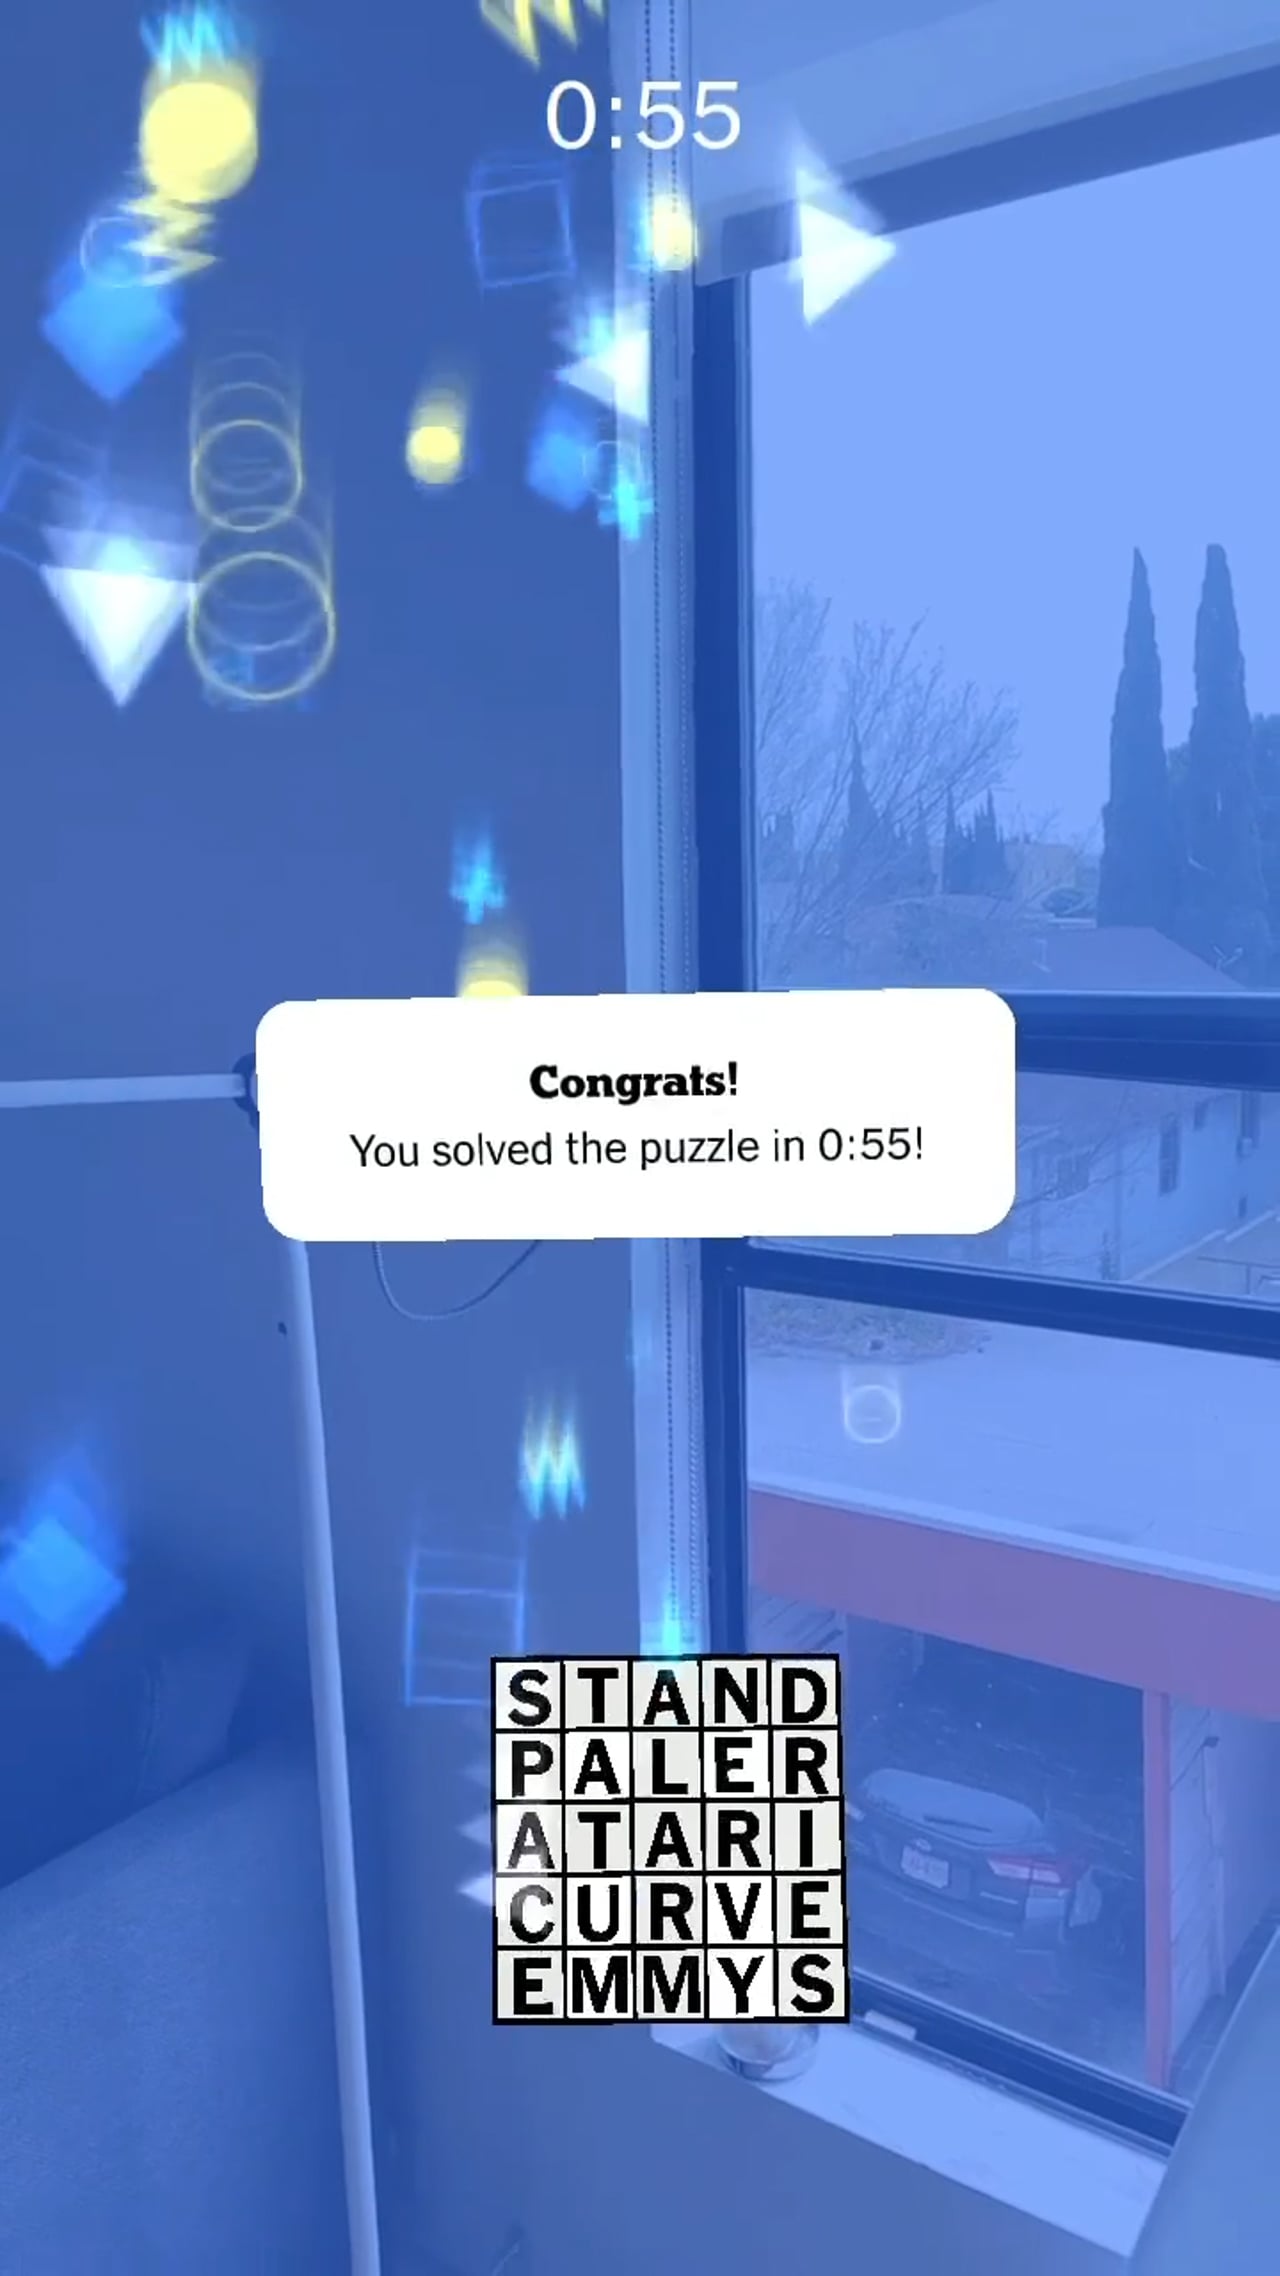 0:55
Congrats!
You solved the puzzle in 0:55!
STAND
PALER
ATARI
CURVE
EMMYS